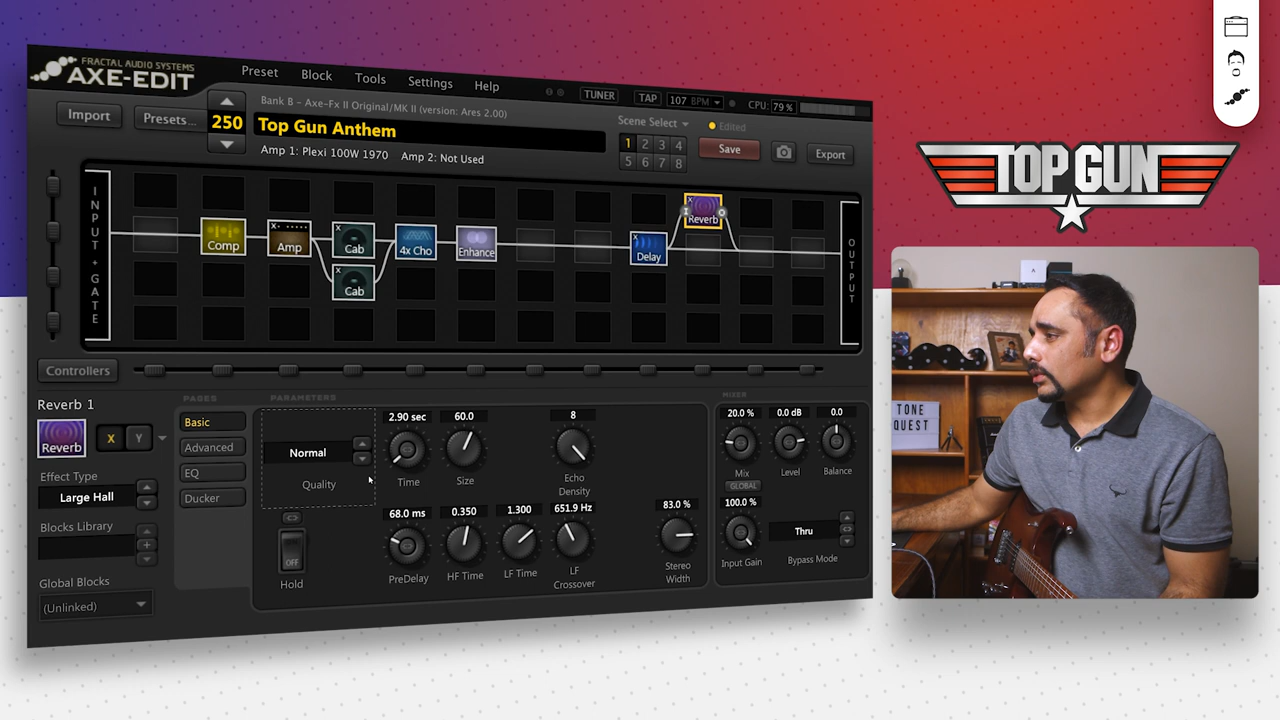 FRACTAL AUDIO SYSTEMS
AXE-EDIT
Preset Block Tools Settings Help
TUNER TAP 107 BPM CPU: 79 %
Import Presets... 250
Bank B - Axe-Fx II Original/MK II (version: Ares 2.00)
Top Gun Anthem
Amp 1: Plexi 100W 1970 Amp 2: Not Used
Scene Select Edited
1 2 3 4
5 6 7 8
Save Export
INPUT + GATE
X Reverb
Comp
X Amp
X Cab
4x Cho
Enhance
X Delay
X Cab
OUTPUT
Controllers
Reverb 1
Reverb
X Y
Effect Type
Large Hall
Blocks Library
+
Global Blocks
(Unlinked)
PAGES
Basic
Advanced
EQ
Ducker
PARAMETERS
Normal
Quality
2.90 sec 60.0 8
Time Size Echo Density
OFF
Hold
68.0 ms 0.350 1.300 651.9 Hz 83.0 %
PreDelay HF Time LF Time LF Crossover Stereo Width
MIXER
20.0 % 0.0 dB 0.0
Mix Level Balance
GLOBAL
100.0 %
Input Gain
Thru
Bypass Mode
TOP GUN
TONE
QUEST